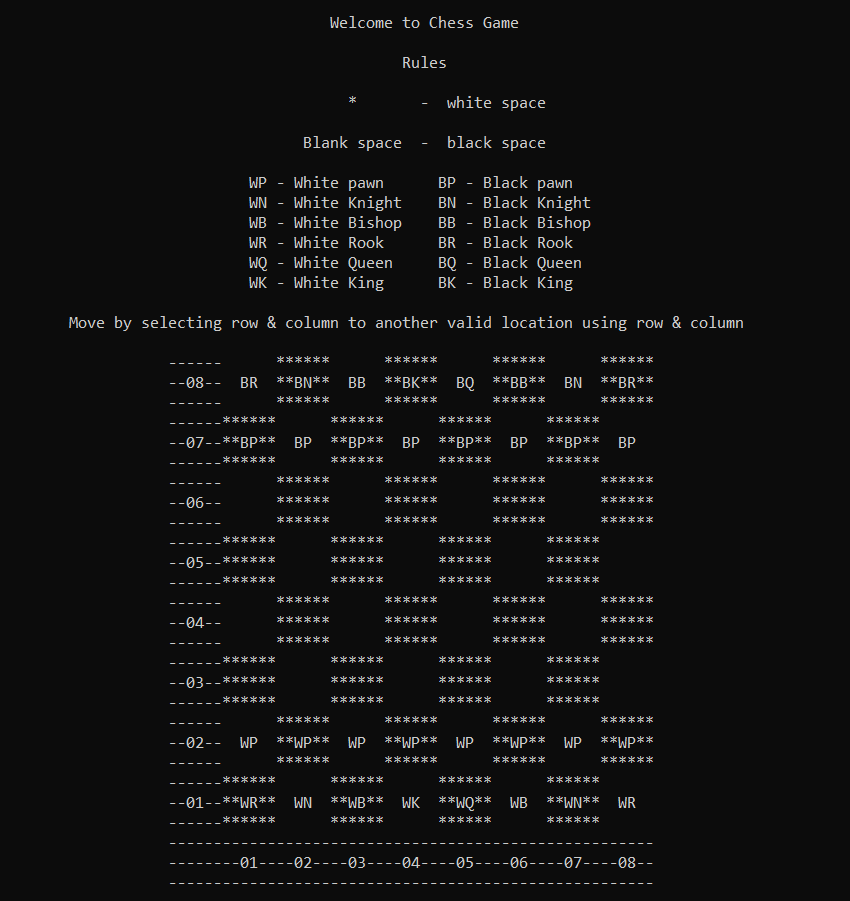 Welcome to Chess Game
Rules
*       -  white space
Blank space  -  black space
WP - White pawn      BP - Black pawn
WN - White Knight    BN - Black Knight
WB - White Bishop    BB - Black Bishop
WR - White Rook      BR - Black Rook
WQ - White Queen     BQ - Black Queen
WK - White King      BK - Black King
Move by selecting row & column to another valid location using row & column
------      ******      ******      ******      ******
--08--  BR  **BN**  BB  **BK**  BQ  **BB**  BN  **BR**
------      ******      ******      ******      ******
------******      ******      ******      ******
--07--**BP**  BP  **BP**  BP  **BP**  BP  **BP**  BP
------******      ******      ******      ******
------      ******      ******      ******      ******
--06--      ******      ******      ******      ******
------      ******      ******      ******      ******
------******      ******      ******      ******
--05--******      ******      ******      ******
------******      ******      ******      ******
------      ******      ******      ******      ******
--04--      ******      ******      ******      ******
------      ******      ******      ******      ******
------******      ******      ******      ******
--03--******      ******      ******      ******
------******      ******      ******      ******
------      ******      ******      ******      ******
--02--  WP  **WP**  WP  **WP**  WP  **WP**  WP  **WP**
------      ******      ******      ******      ******
------******      ******      ******      ******
--01--**WR**  WN  **WB**  WK  **WQ**  WB  **WN**  WR
------******      ******      ******      ******
------------------------------------------------------
--------01----02----03----04----05----06----07----08--
------------------------------------------------------